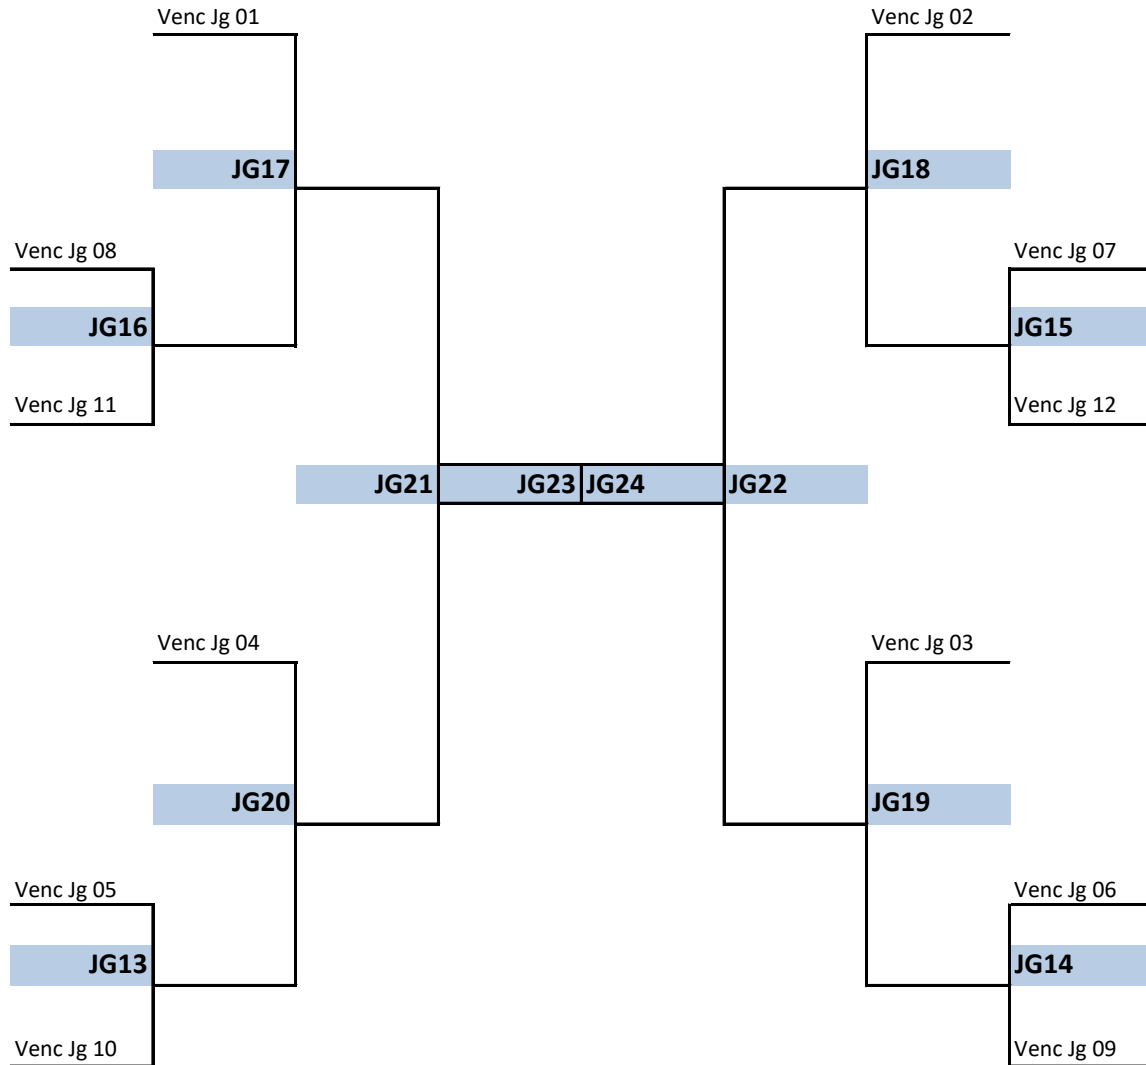 Venc Jg 01
Venc Jg 02
JG17
JG18
Venc Jg 08
Venc Jg 07
JG16
JG15
Venc Jg 11
Venc Jg 12
JG21 JG23 JG24 JG22
Venc Jg 04
Venc Jg 03
JG20
JG19
Venc Jg 05
Venc Jg 06
JG13
JG14
Venc Jg 10
Venc Jg 09